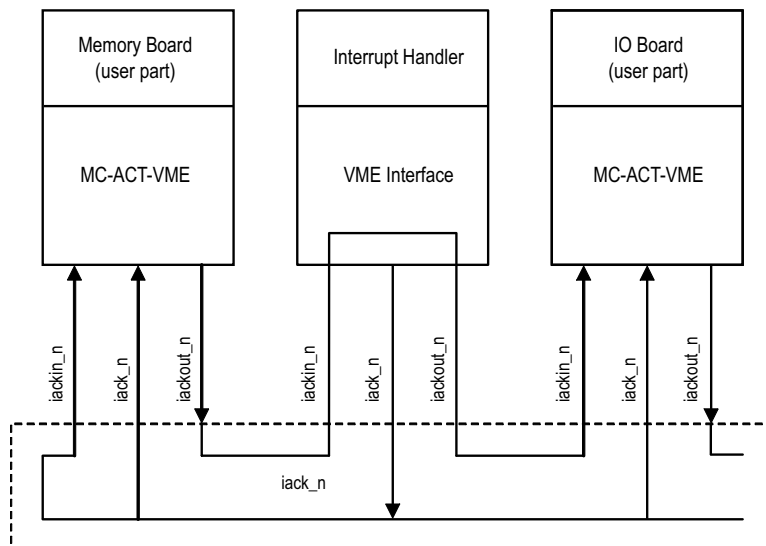 Memory Board
(user part)
Interrupt Handler
IO Board
(user part)
MC-ACT-VME
VME Interface
MC-ACT-VME
iackin_n
iack_n
iackout_n
iackin_n
iack_n
iackout_n
iackin_n
iack_n
iackout_n
iack_n